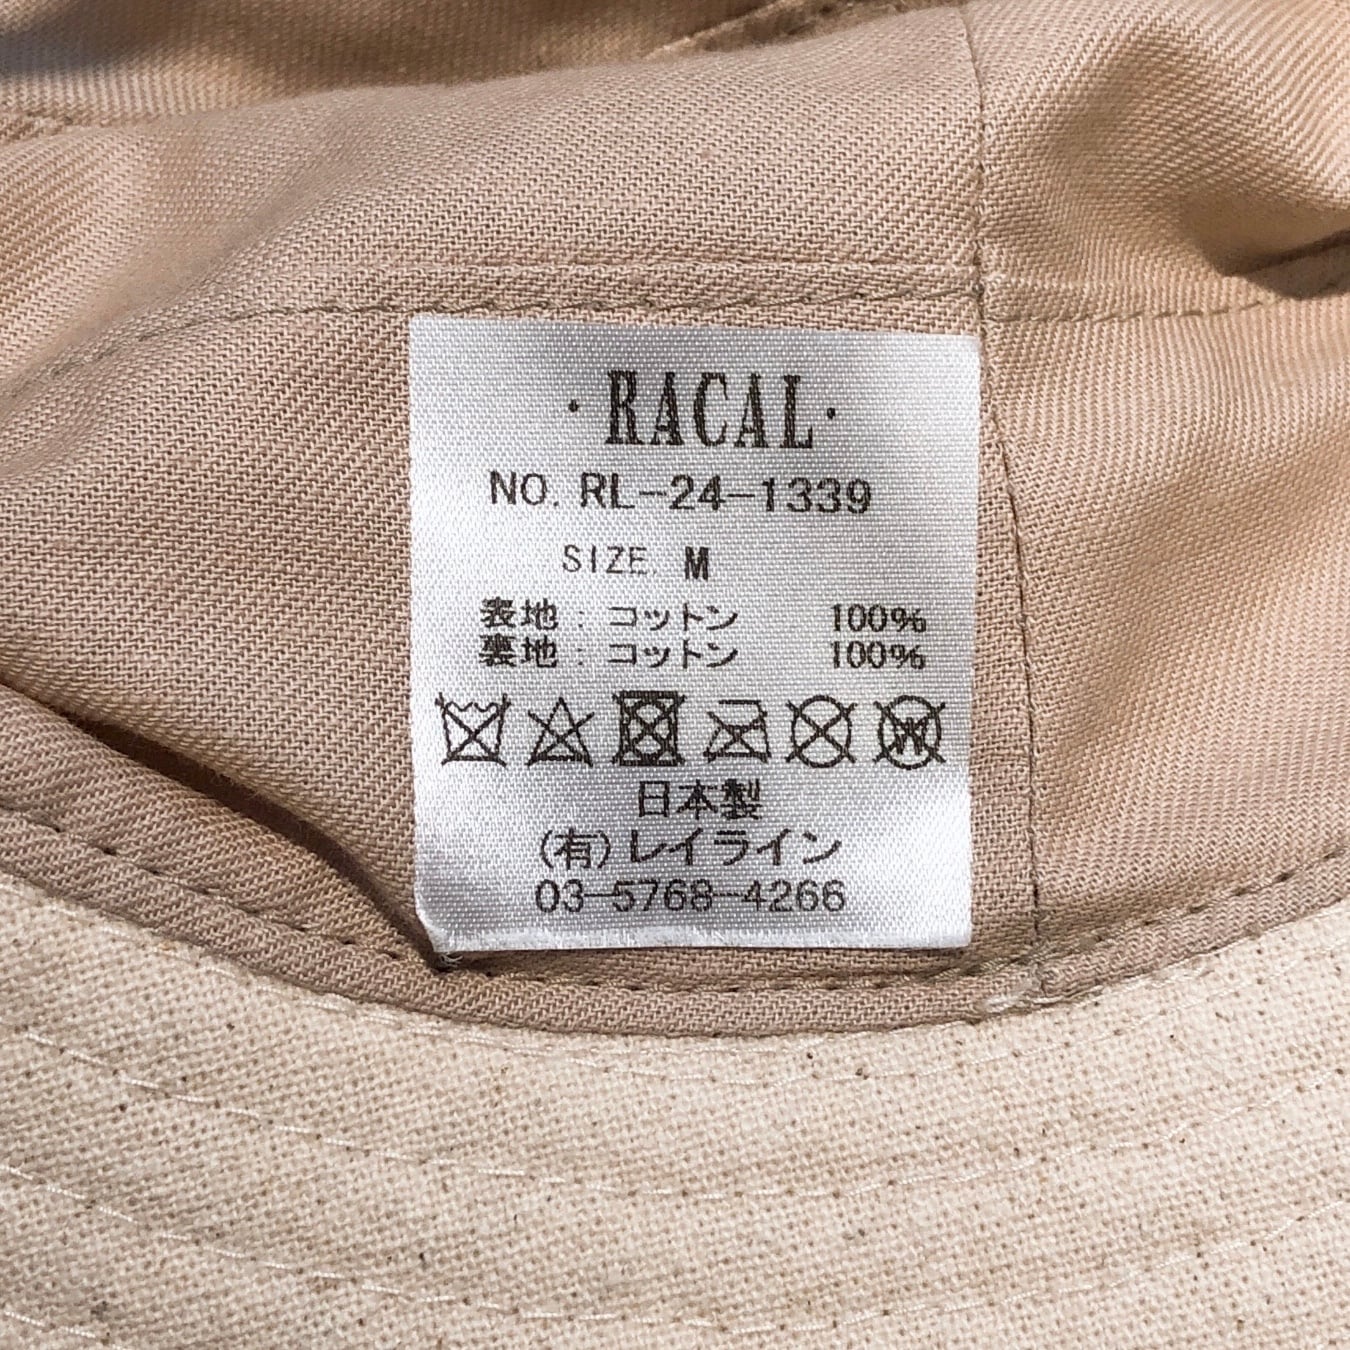 ・RACAL・
NO. RL-24-1339
SIZE. M
表地：コットン 100%
裏地：コットン 100%
日本製
(有)レイライン
03-5768-4266